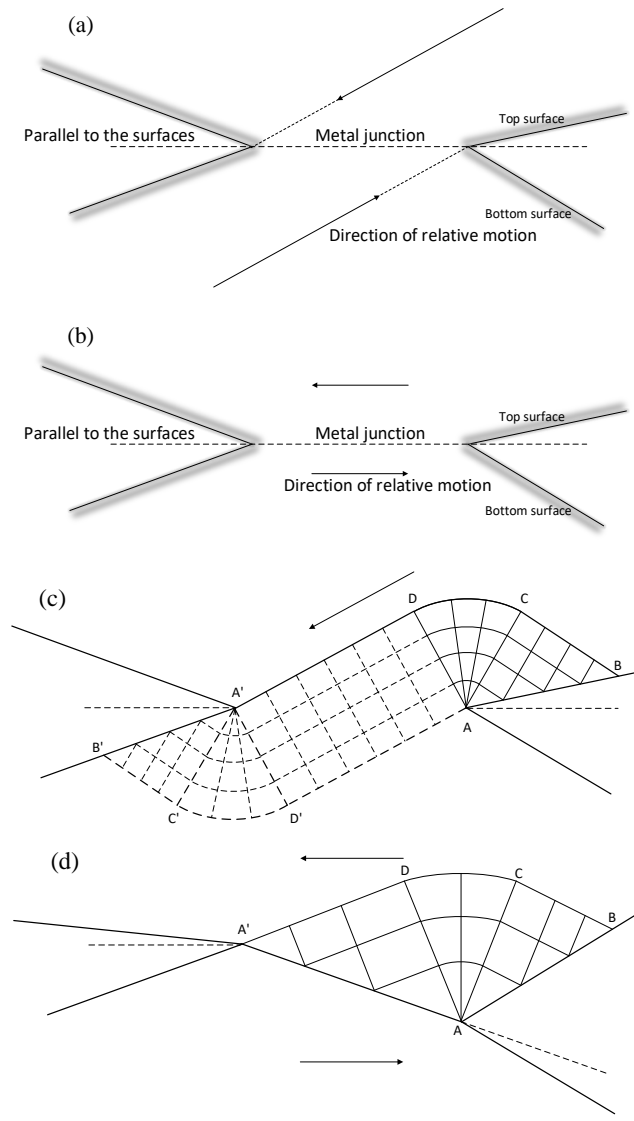 (a)
Top surface
Parallel to the surfaces
Metal junction
Bottom surface
Direction of relative motion
(b)
Top surface
Parallel to the surfaces
Metal junction
Direction of relative motion
Bottom surface
(c)
D
C
B
A'
A
B'
C'
D'
(d)
D
C
B
A'
A